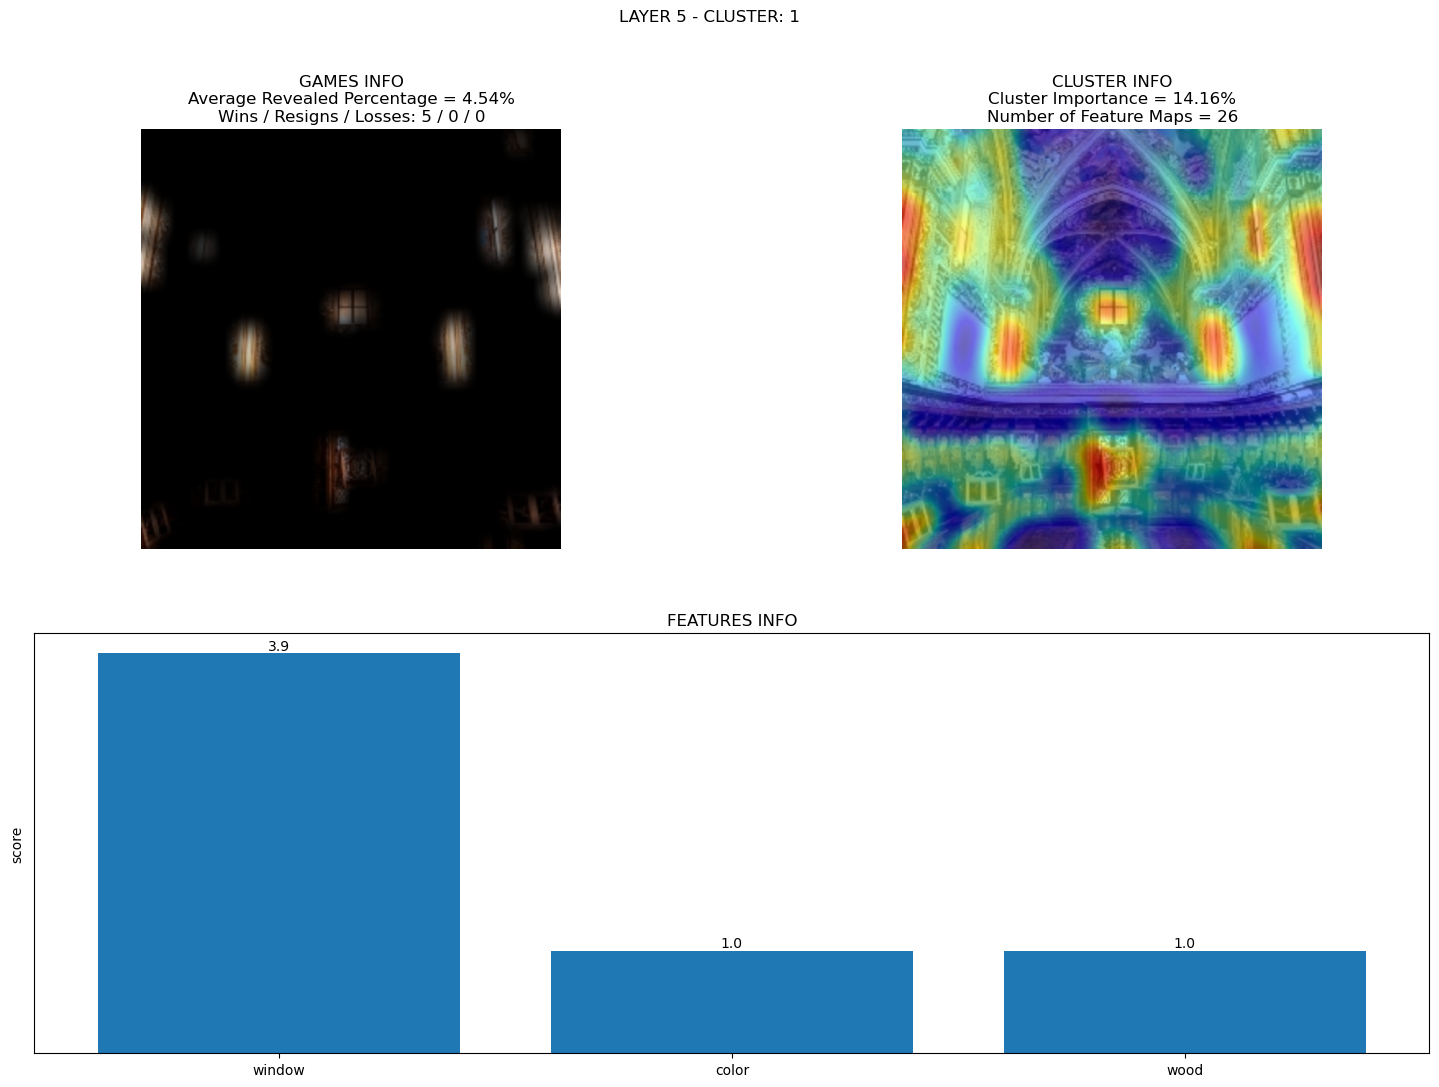 LAYER 5 - CLUSTER: 1
GAMES INFO
Average Revealed Percentage = 4.54%
Wins / Resigns / Losses: 5 / 0 / 0
CLUSTER INFO
Cluster Importance = 14.16%
Number of Feature Maps = 26
FEATURES INFO
3.9
1.0
1.0
score
window
color
wood